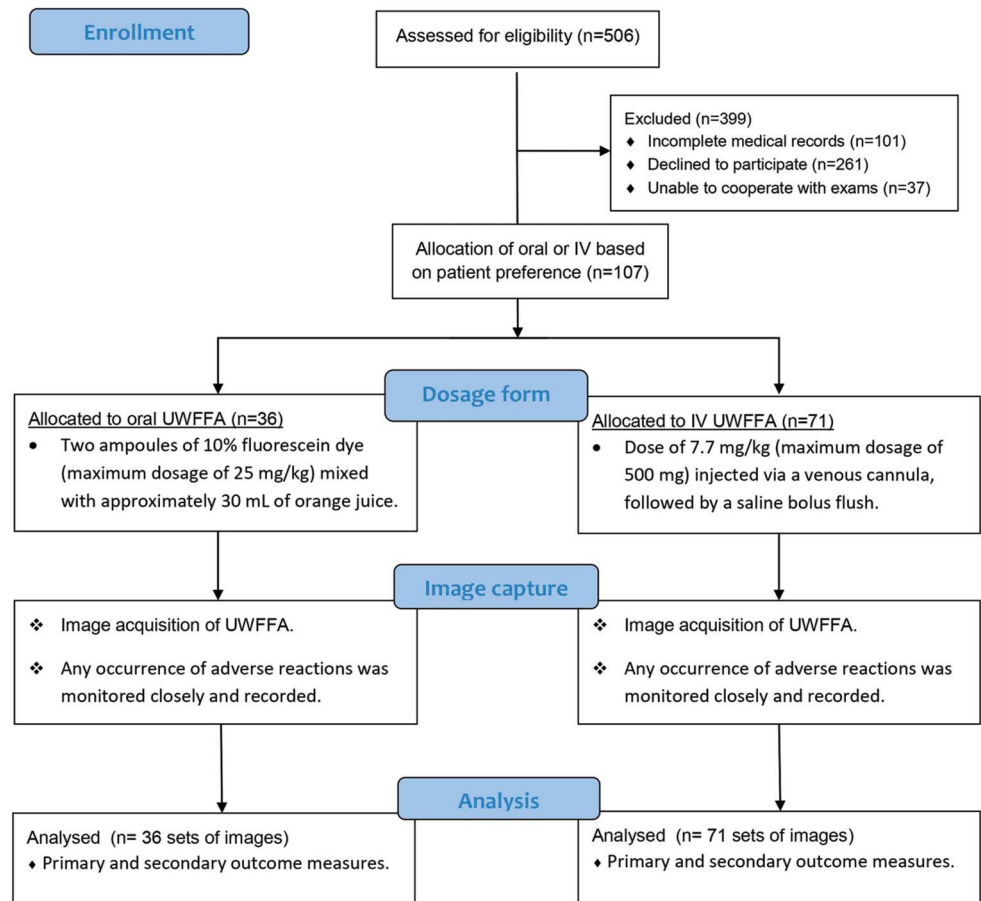 Enrollment
Assessed for eligibility (n=506)
Excluded (n=399)
♦ Incomplete medical records (n=101)
♦ Declined to participate (n=261)
♦ Unable to cooperate with exams (n=37)
Allocation of oral or IV based
on patient preference (n=107)
Dosage form
Allocated to oral UWFFA (n=36)
• Two ampoules of 10% fluorescein dye
(maximum dosage of 25 mg/kg) mixed
with approximately 30 mL of orange juice.
Allocated to IV UWFFA (n=71)
• Dose of 7.7 mg/kg (maximum dosage of
500 mg) injected via a venous cannula,
followed by a saline bolus flush.
Image capture
❖ Image acquisition of UWFFA.
❖ Any occurrence of adverse reactions was
monitored closely and recorded.
❖ Image acquisition of UWFFA.
❖ Any occurrence of adverse reactions was
monitored closely and recorded.
Analysis
Analysed (n= 36 sets of images)
♦ Primary and secondary outcome measures.
Analysed (n= 71 sets of images)
♦ Primary and secondary outcome measures.